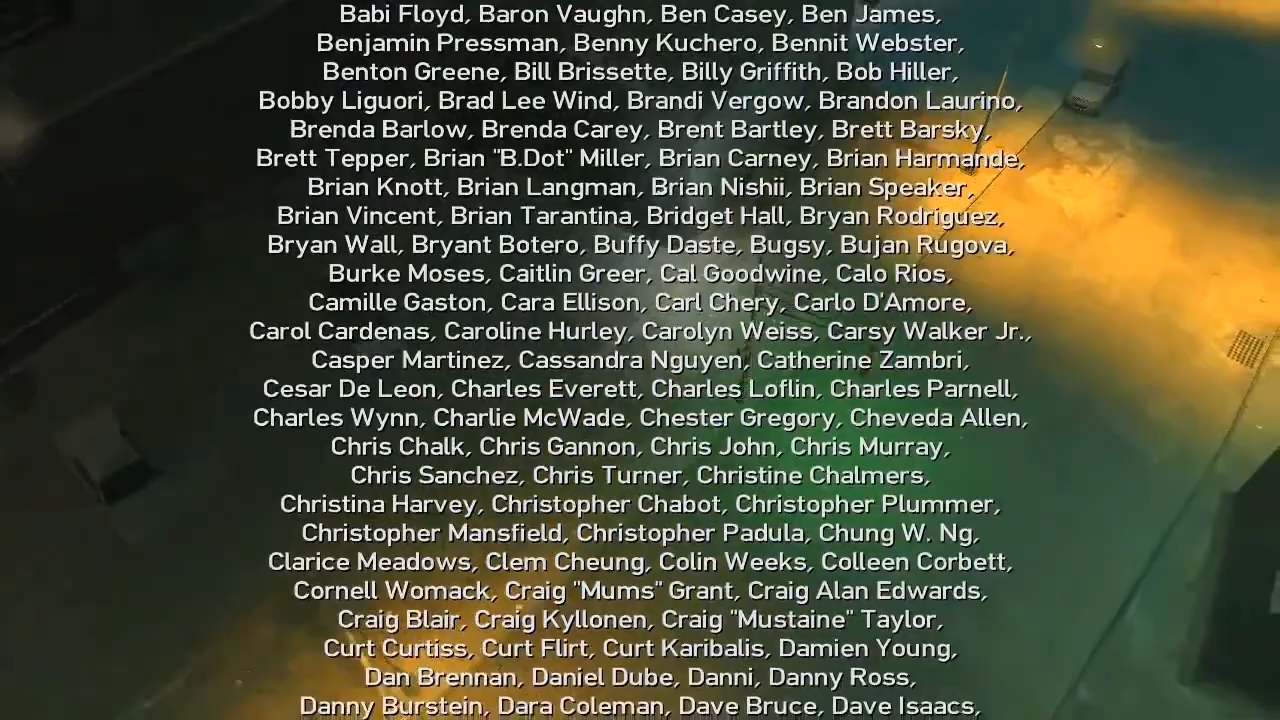 Babi Floyd, Baron Vaughn, Ben Casey, Ben James,
Benjamin Pressman, Benny Kuchero, Bennit Webster,
Benton Greene, Bill Brissette, Billy Griffith, Bob Hiller,
Bobby Liguori, Brad Lee Wind, Brandi Vergow, Brandon Laurino,
Brenda Barlow, Brenda Carey, Brent Bartley, Brett Barsky,
Brett Tepper, Brian "B.Dot" Miller, Brian Carney, Brian Harmande,
Brian Knott, Brian Langman, Brian Nishii, Brian Speaker,
Brian Vincent, Brian Tarantina, Bridget Hall, Bryan Rodriguez,
Bryan Wall, Bryant Botero, Buffy Daste, Bugsy, Bujan Rugova,
Burke Moses, Caitlin Greer, Cal Goodwine, Calo Rios,
Camille Gaston, Cara Ellison, Carl Chery, Carlo D'Amore,
Carol Cardenas, Caroline Hurley, Carolyn Weiss, Carsy Walker Jr.,
Casper Martinez, Cassandra Nguyen, Catherine Zambri,
Cesar De Leon, Charles Everett, Charles Loflin, Charles Parnell,
Charles Wynn, Charlie McWade, Chester Gregory, Cheveda Allen,
Chris Chalk, Chris Gannon, Chris John, Chris Murray,
Chris Sanchez, Chris Turner, Christine Chalmers,
Christina Harvey, Christopher Chabot, Christopher Plummer,
Christopher Mansfield, Christopher Padula, Chung W. Ng,
Clarice Meadows, Clem Cheung, Colin Weeks, Colleen Corbett,
Cornell Womack, Craig "Mums" Grant, Craig Alan Edwards,
Craig Blair, Craig Kyllonen, Craig "Mustaine" Taylor,
Curt Curtiss, Curt Flirt, Curt Karibalis, Damien Young,
Dan Brennan, Daniel Dube, Danni, Danny Ross,
Danny Burstein, Dara Coleman, Dave Bruce, Dave Isaacs,